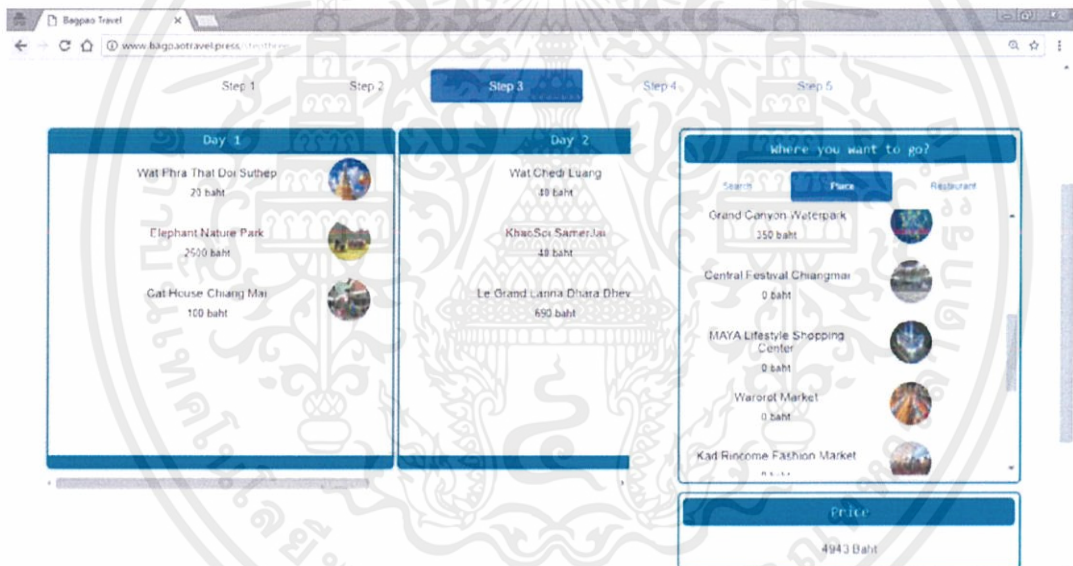 Bagpao Travel
www.bagpaotravel.press/stepthree
Step 1
Step 2
Step 3
Step 4
Step 5
Day 1
Wat Phra That Doi Suthep
20 baht
Elephant Nature Park
2500 baht
Cat House Chiang Mai
100 baht
Day 2
Wat Chedi Luang
40 baht
KhaoSoi SamerJai
40 baht
Le Grand Lanna Dhara Dhev
690 baht
Where you want to go?
Search
Place
Restaurant
Grand Canyon Waterpark
350 baht
Central Festival Chiangmai
0 baht
MAYA Lifestyle Shopping
Center
0 baht
Warorot Market
0 baht
Kad Rincome Fashion Market
0 baht
Price
4943 Baht